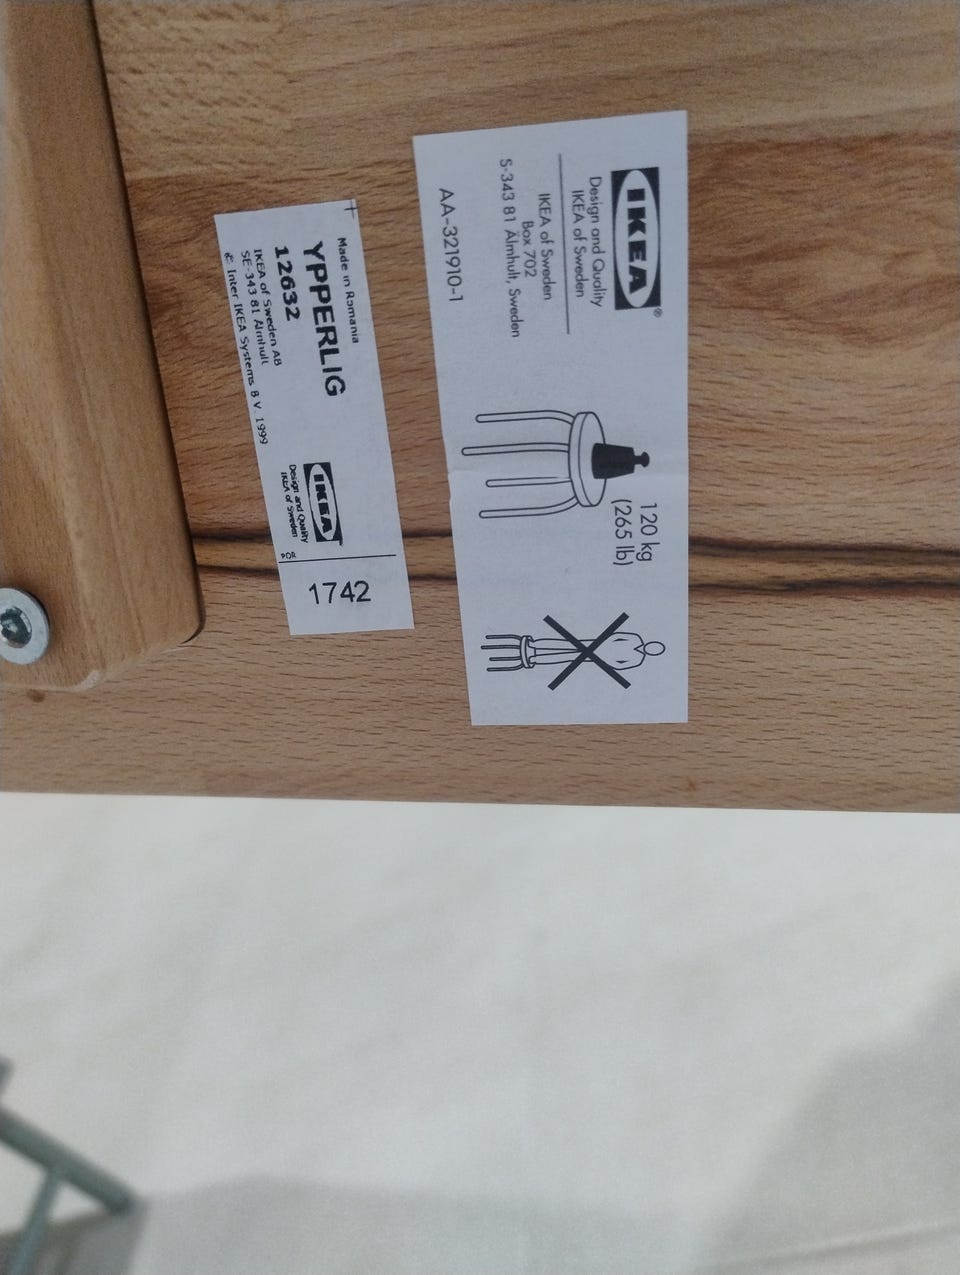 IKEA®
Design and Quality
IKEA of Sweden
IKEA of Sweden
Box 702
S-343 81 Älmhult, Sweden
AA-321910-1
120 kg
(265 lb)
Made in Romania
YPPERLIG
12632
IKEA of Sweden AB
SE-343 81 Älmhult
© Inter IKEA Systems B.V. 1999
IKEA
Design and Quality
IKEA of Sweden
PQR
1742